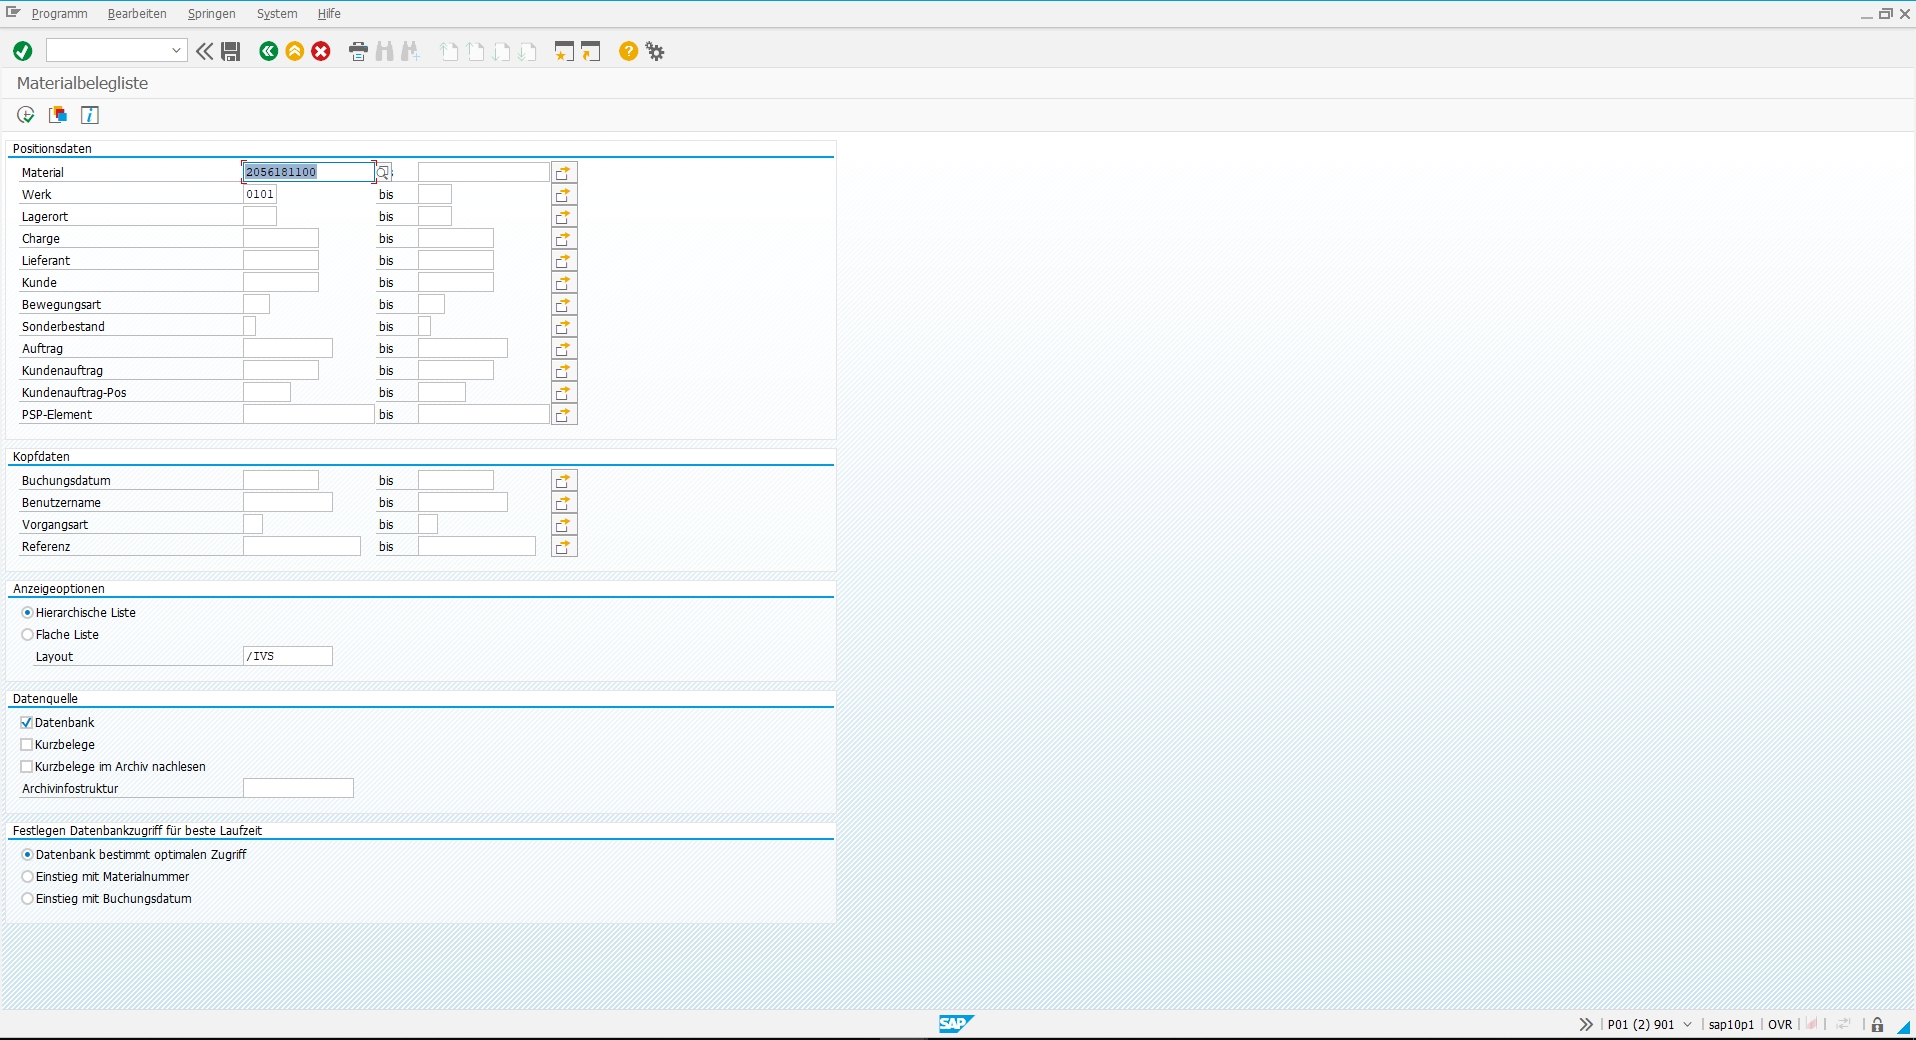 Programm Bearbeiten Springen System Hilfe
Materialbelegliste
Positionsdaten
Material 2056181100
Werk 0101 bis
Lagerort bis
Charge bis
Lieferant bis
Kunde bis
Bewegungsart bis
Sonderbestand bis
Auftrag bis
Kundenauftrag bis
Kundenauftrag-Pos bis
PSP-Element bis
Kopfdaten
Buchungsdatum bis
Benutzername bis
Vorgangsart bis
Referenz bis
Anzeigeoptionen
Hierarchische Liste
Flache Liste
Layout /IVS
Datenquelle
Datenbank
Kurzbelege
Kurzbelege im Archiv nachlesen
Archivinfostruktur
Festlegen Datenbankzugriff für beste Laufzeit
Datenbank bestimmt optimalen Zugriff
Einstieg mit Materialnummer
Einstieg mit Buchungsdatum
SAP P01 (2) 901 sap10p1 OVR